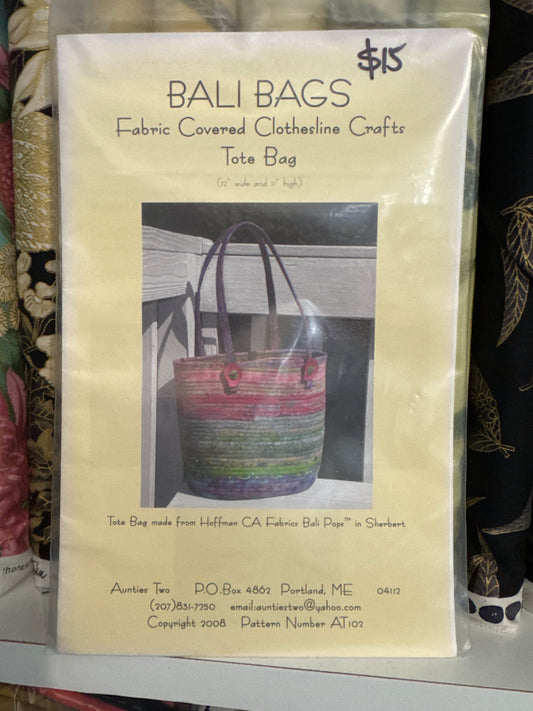 $15
BALI BAGS
Fabric Covered Clothesline Crafts
Tote Bag
(12" wide and 11" high)
Tote Bag made from Hoffman CA Fabrics Bali Pops™ in Sherbert
Aunties Two P.O.Box 4862 Portland, ME 04112
(207)831-7250 email:auntiestwo@yahoo.com
Copyright 2008 Pattern Number AT102